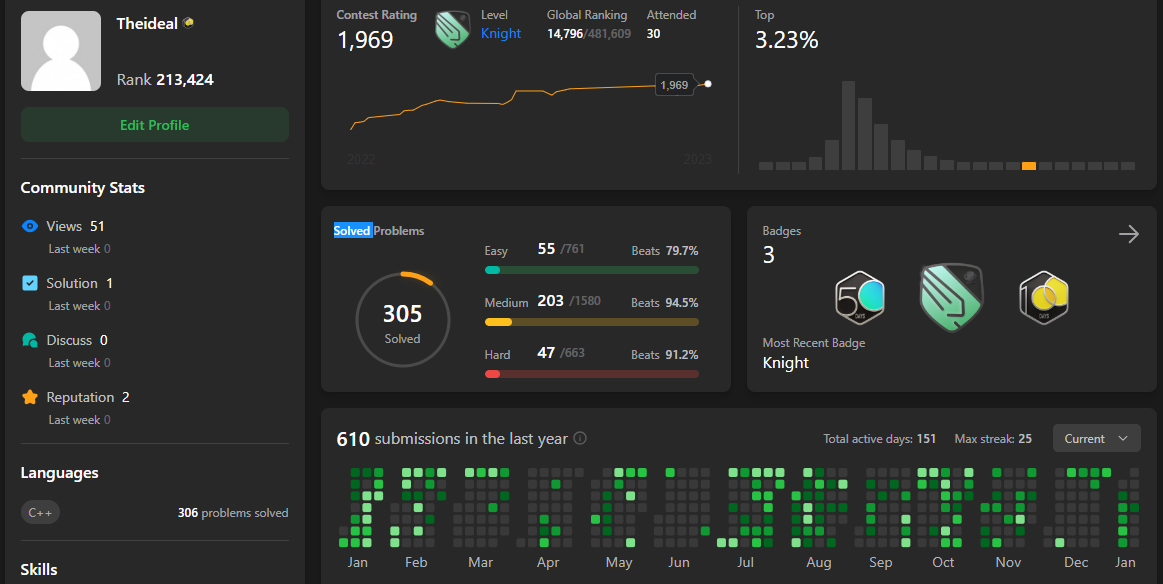 Theideal
Rank 213,424
Edit Profile
Community Stats
Views 51
Last week 0
Solution 1
Last week 0
Discuss 0
Last week 0
Reputation 2
Last week 0
Languages
C++ 306 problems solved
Skills
Contest Rating
1,969
Level
Knight
Global Ranking
14,796/481,609
Attended
30
1,969
2022 2023
Top
3.23%
Solved Problems
305
Solved
Easy 55 /761 Beats 79.7%
Medium 203 /1580 Beats 94.5%
Hard 47 /663 Beats 91.2%
Badges
3
50
DAYS
100
DAYS
Most Recent Badge
Knight
610 submissions in the last year
Total active days: 151 Max streak: 25 Current
Jan Feb Mar Apr May Jun Jul Aug Sep Oct Nov Dec Jan